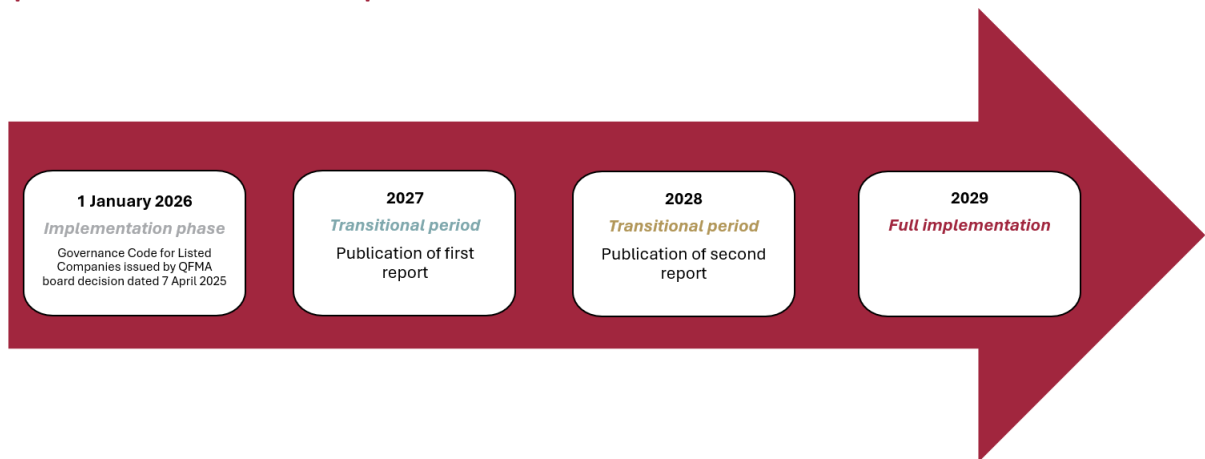 1 January 2026
Implementation phase
Governance Code for Listed
Companies issued by QFMA
board decision dated 7 April 2025
2027
Transitional period
Publication of first
report
2028
Transitional period
Publication of second
report
2029
Full implementation